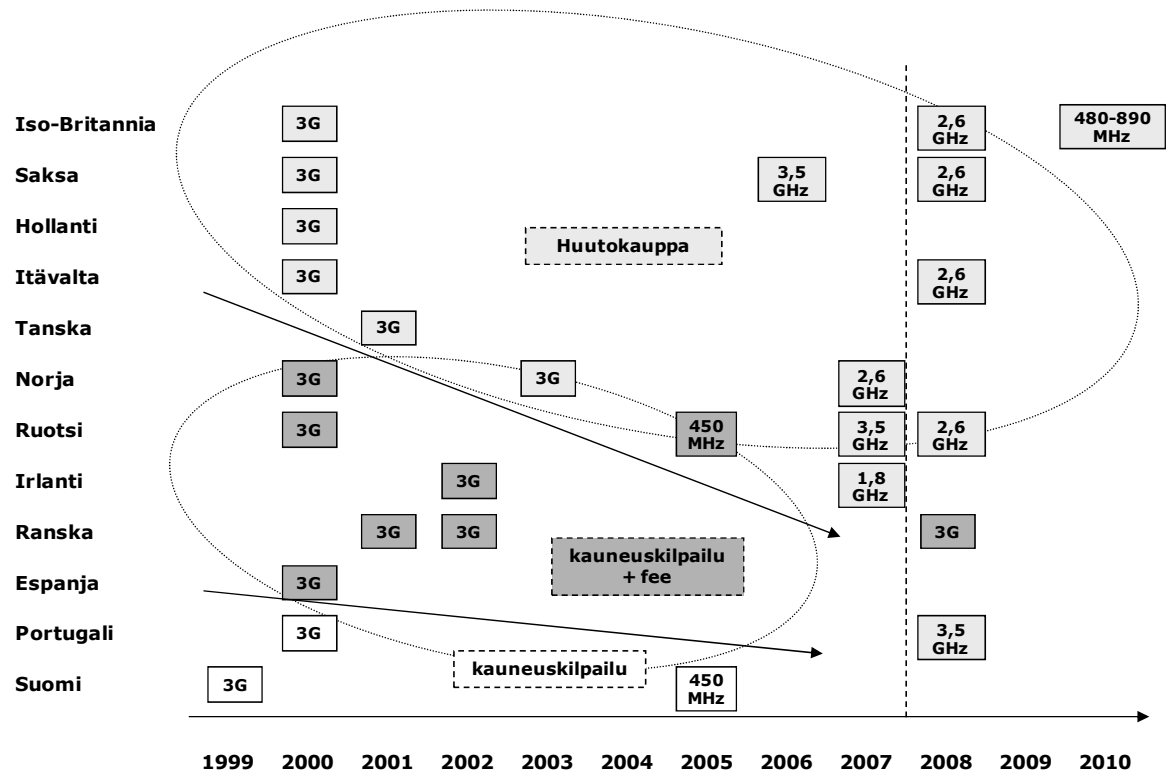 Iso-Britannia 3G 2,6 GHz 480-890 MHz
Saksa 3G 3,5 GHz 2,6 GHz
Hollanti 3G
Huutokauppa
Itävalta 3G 2,6 GHz
Tanska 3G
Norja 3G 3G 2,6 GHz
Ruotsi 3G 450 MHz 3,5 GHz 2,6 GHz
Irlanti 3G 1,8 GHz
Ranska 3G 3G 3G
kauneuskilpailu
+ fee
Espanja 3G
Portugali 3G 3,5 GHz
kauneuskilpailu
Suomi 3G 450 MHz
1999 2000 2001 2002 2003 2004 2005 2006 2007 2008 2009 2010